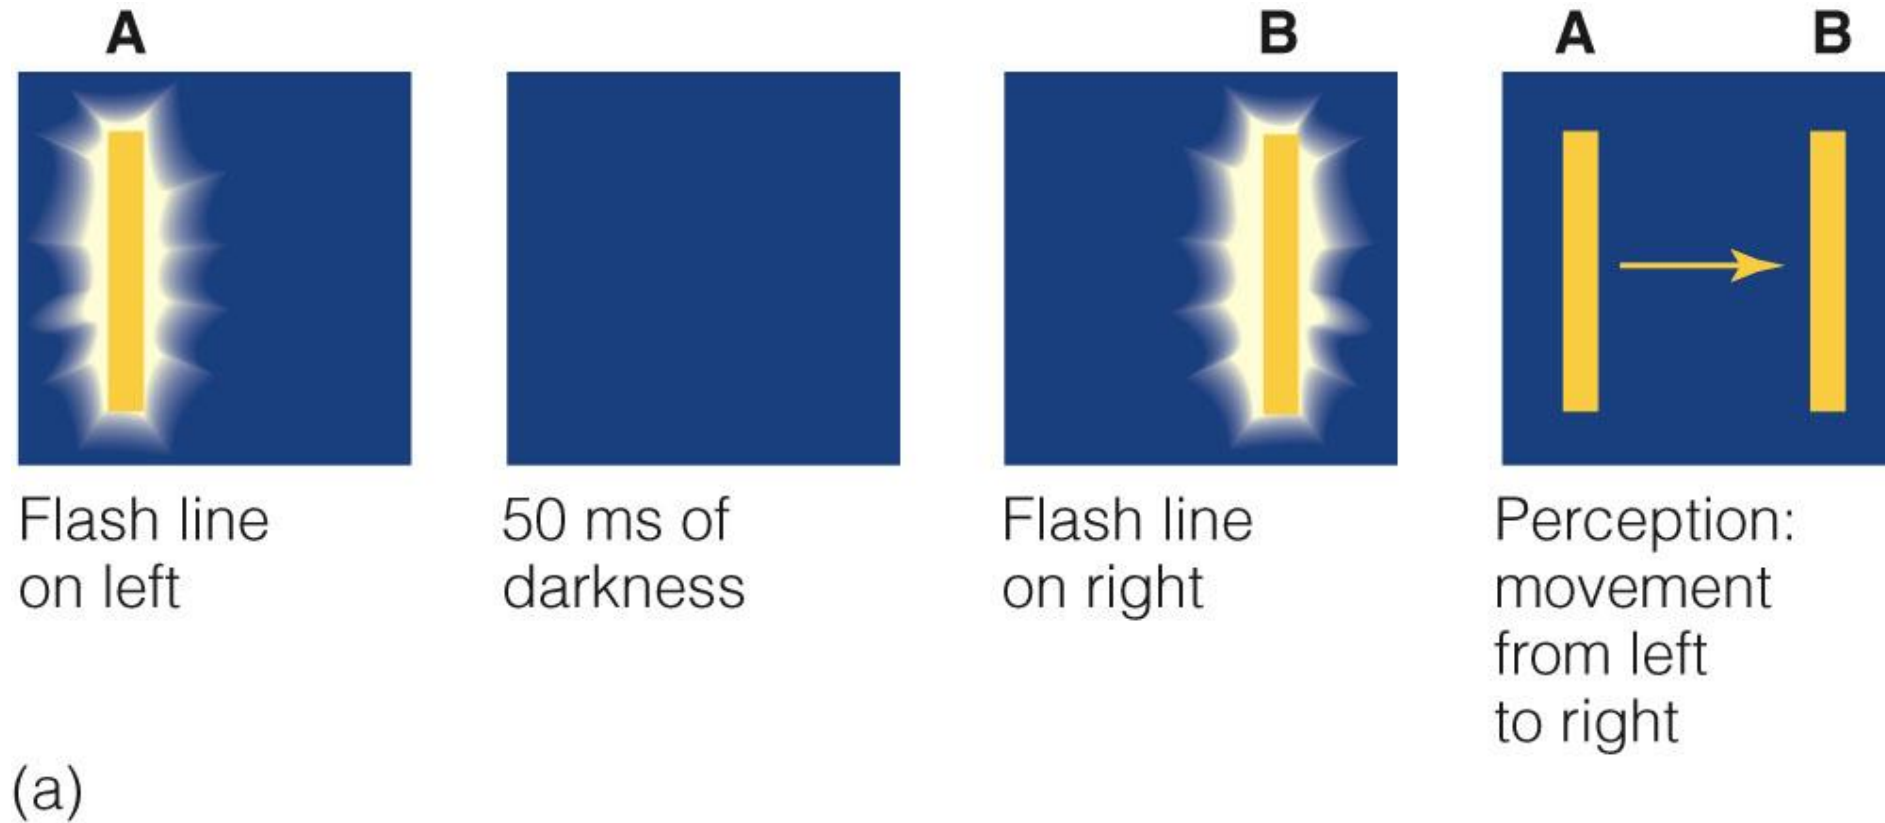 A
B
A B
Flash line
on left
50 ms of
darkness
Flash line
on right
Perception:
movement
from left
to right
(a)